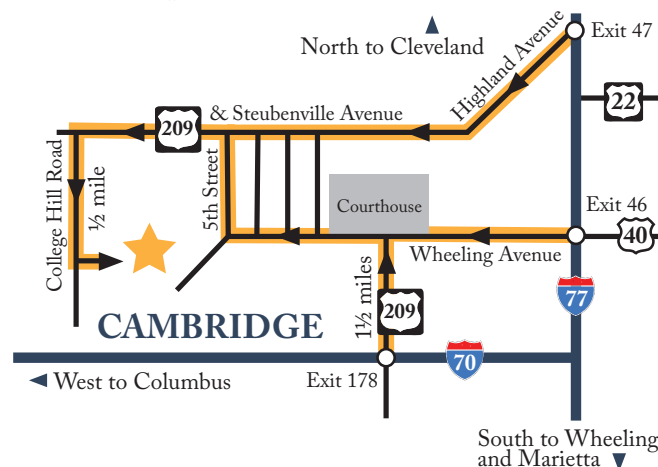 North to Cleveland
Highland Avenue
Exit 47
22
209
& Steubenville Avenue
College Hill Road
½ mile
5th Street
Courthouse
Exit 46
40
Wheeling Avenue
77
1½ miles
209
CAMBRIDGE
70
West to Columbus
Exit 178
South to Wheeling
and Marietta